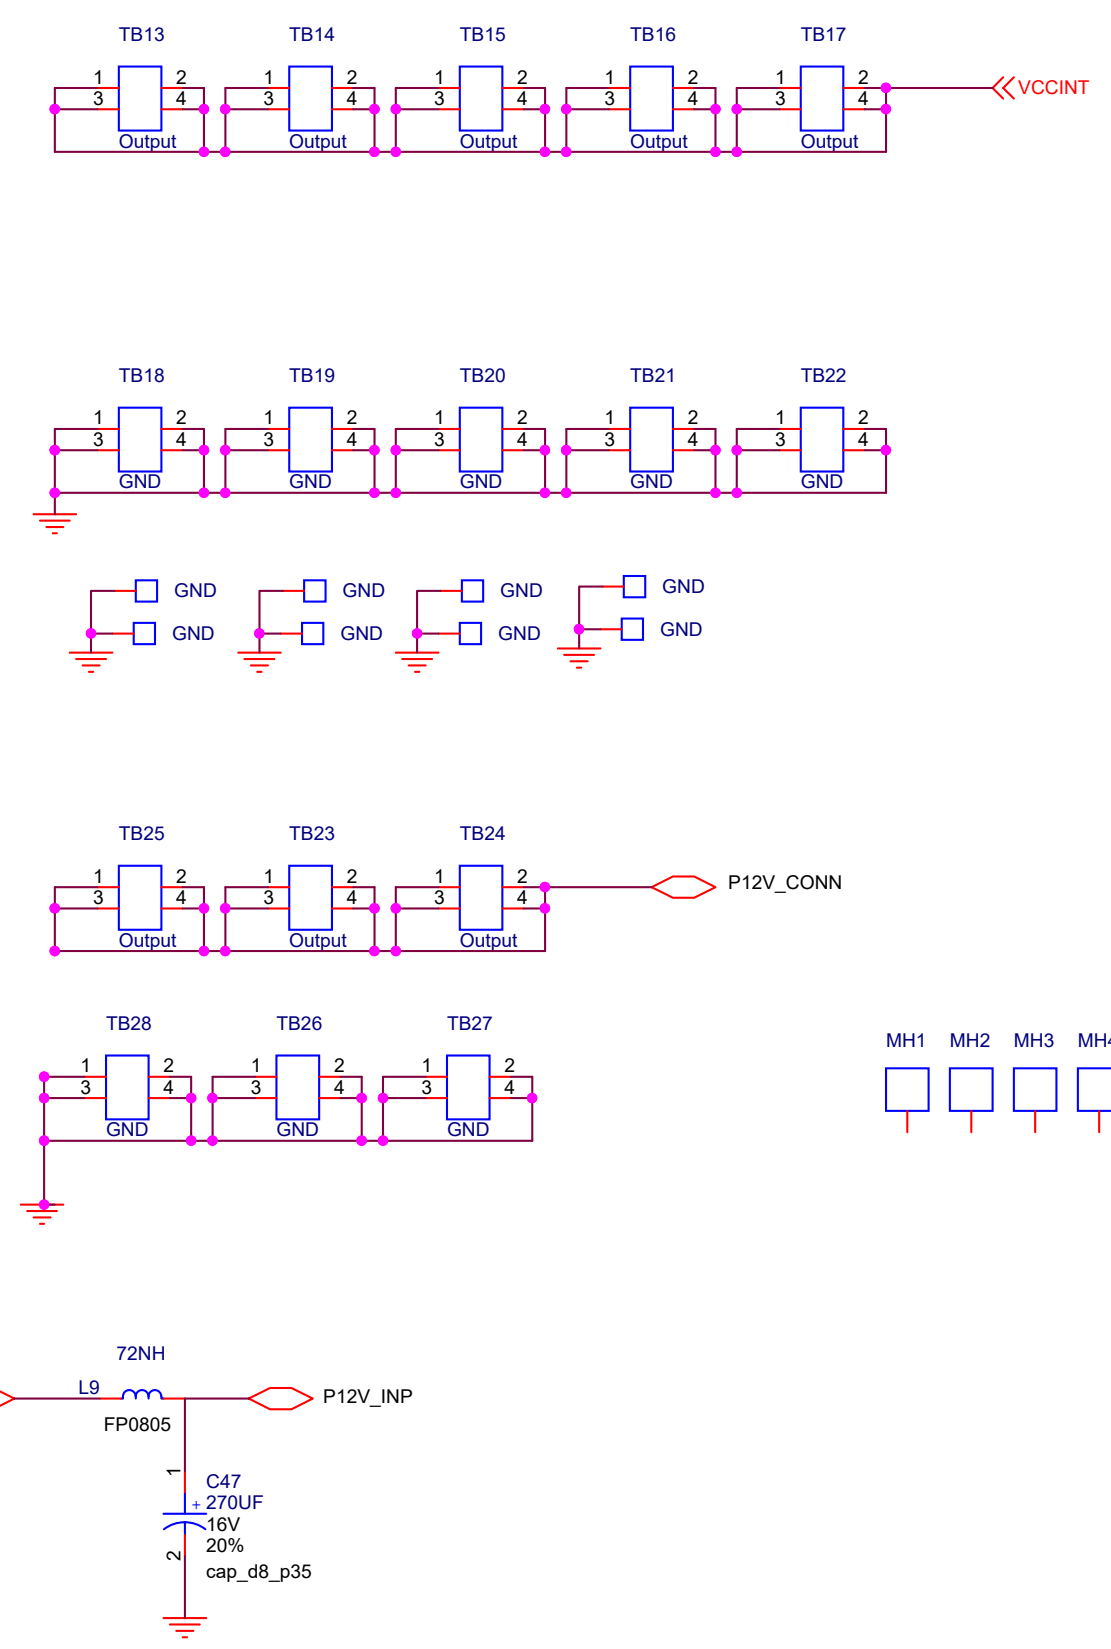 TB13 TB14 TB15 TB16 TB17
1 2 1 2 1 2 1 2 1 2
3 4 3 4 3 4 3 4 3 4
VCCINT
Output Output Output Output Output
TB18 TB19 TB20 TB21 TB22
1 2 1 2 1 2 1 2 1 2
3 4 3 4 3 4 3 4 3 4
GND GND GND GND GND
GND GND GND GND
GND GND GND GND
TB25 TB23 TB24
1 2 1 2 1 2
3 4 3 4 3 4
P12V_CONN
Output Output Output
TB28 TB26 TB27
1 2 1 2 1 2
3 4 3 4 3 4
GND GND GND
MH1 MH2 MH3 MH4
72NH
L9
P12V_INP
FP0805
1
C47
+ 270UF
16V
20%
2
cap_d8_p35